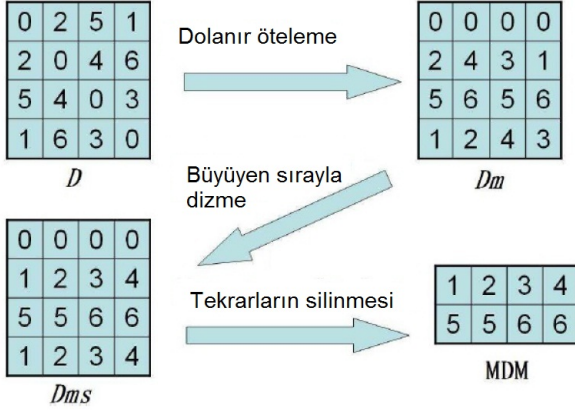 0 2 5 1
2 0 4 6
5 4 0 3
1 6 3 0
D
Dolanır öteleme
0 0 0 0
2 4 3 1
5 6 5 6
1 2 4 3
Dm
Büyüyen sırayla
dizme
0 0 0 0
1 2 3 4
5 5 6 6
1 2 3 4
Dms
Tekrarların silinmesi
1 2 3 4
5 5 6 6
MDM